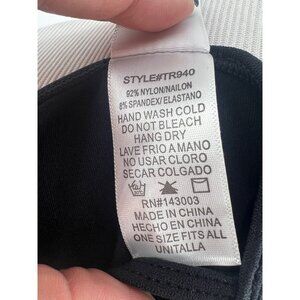 STYLE#TR940
92% NYLON/NAILON
8% SPANDEX/ELASTANO
HAND WASH COLD
DO NOT BLEACH
HANG DRY
LAVE FRIO A MANO
NO USAR CLORO
SECAR COLGADO
RN#143003
MADE IN CHINA
HECHO EN CHINA
ONE SIZE FITS ALL
UNITALLA